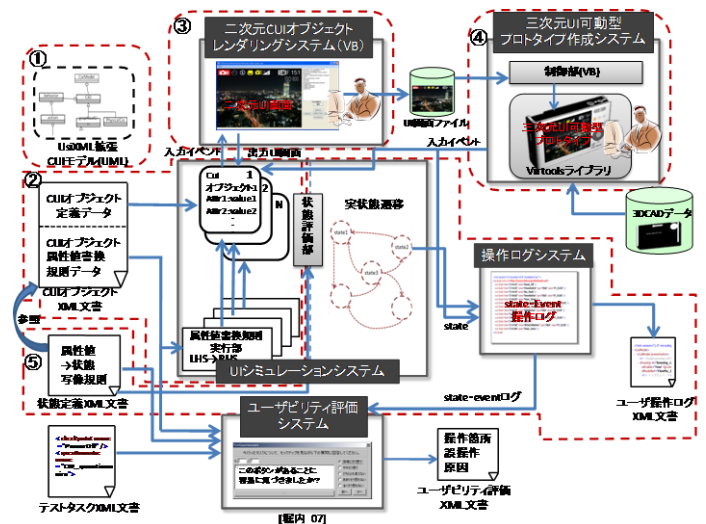 ①
UsiXML拡張
CUIモデル(UML)
③
二次元CUIオブジェクト
レンダリングシステム(VB)
二次元UI画面
UI画面ファイル
④
三次元UI可動型
プロトタイプ作成システム
制御部(VB)
三次元UI可動型
プロトタイプ
Virtoolsライブラリ
3DCADデータ
入力イベント
出力UI画面
入力イベント
②
CUIオブジェクト
定義データ
CUIオブジェクト
属性値書換
規則データ
CUIオブジェクト
XML文書
Cui 1
オブジェクト1
Attr1:value1
Attr2:value2
2
N
状態評価部
実状態遷移
state1
state2
state3
属性値書換規則
実行部
LHS→RHS
UIシミュレーションシステム
操作ログシステム
state-Event
操作ログ
state
ユーザ操作ログ
XML文書
参照
⑤
属性値
→状態
写像規則
状態定義XML文書
state-eventログ
ユーザビリティ評価
システム
このボタンがあることに
容易に気づきましたか?
テストタスクXML文書
操作箇所
誤操作
原因
ユーザビリティ評価
XML文書
[堀内 07]